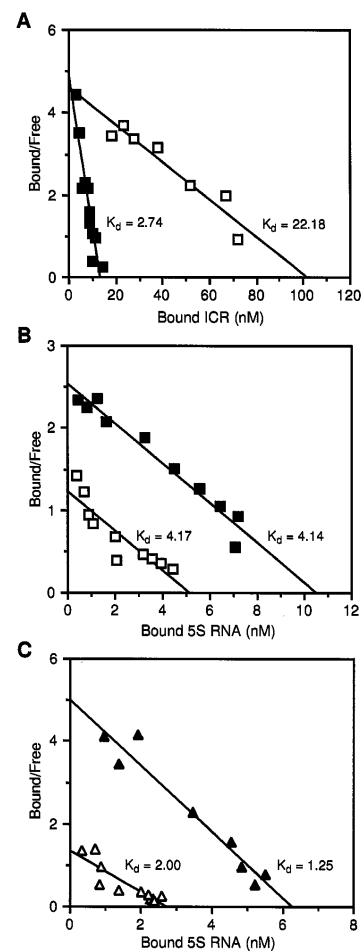 A
6
4
2
0
Bound/Free
K_d = 2.74
K_d = 22.18
0 20 40 60 80 100 120
Bound ICR (nM)
B
3
2
1
0
Bound/Free
K_d = 4.17
K_d = 4.14
0 2 4 6 8 10 12
Bound 5S RNA (nM)
C
6
4
2
0
Bound/Free
K_d = 2.00
K_d = 1.25
0 2 4 6 8
Bound 5S RNA (nM)